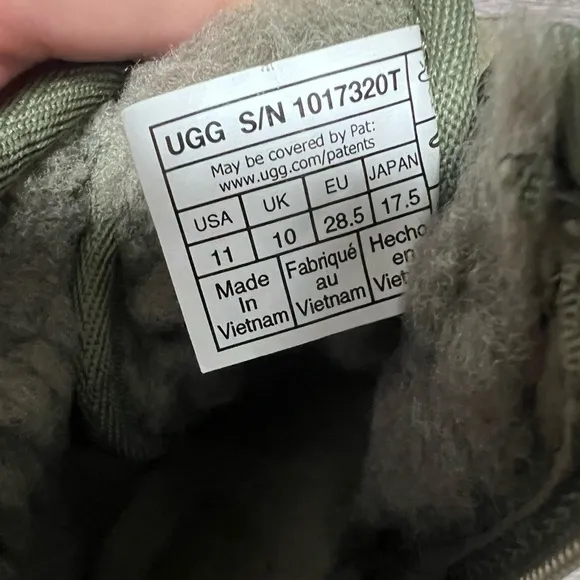 UGG S/N 1017320T
May be covered by Pat:
www.ugg.com/patents
USA UK EU JAPAN
11 10 28.5 17.5
Made Fabriqué Hecho
In au en
Vietnam Vietnam